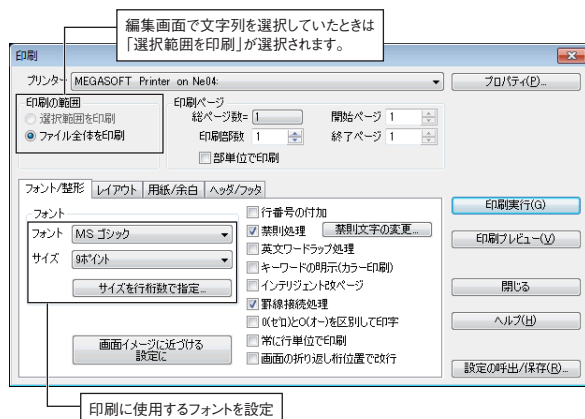 編集画面で文字列を選択していたときは
「選択範囲を印刷」が選択されます。
印刷
プリンター MEGASOFT Printer on Ne04: プロパティ(P)...
印刷の範囲
選択範囲を印刷
ファイル全体を印刷
印刷ページ
総ページ数= 1 開始ページ 1
印刷部数 1 終了ページ 1
部単位で印刷
フォント/整形 レイアウト 用紙/余白 ヘッダ/フッタ
フォント
フォント MS ゴシック
サイズ 9ポイント
サイズを行桁数で指定...
画面イメージに近づける
設定に
行番号の付加
禁則処理 禁則文字の変更...
英文ワードラップ処理
キーワードの明示(カラー印刷)
インテリジェント改ページ
罫線接続処理
0(ゼロ)とO(オー)を区別して印字
常に行単位で印刷
画面の折り返し桁位置で改行
印刷実行(G)
印刷プレビュー(V)
閉じる
ヘルプ(H)
設定の呼出/保存(R)...
印刷に使用するフォントを設定